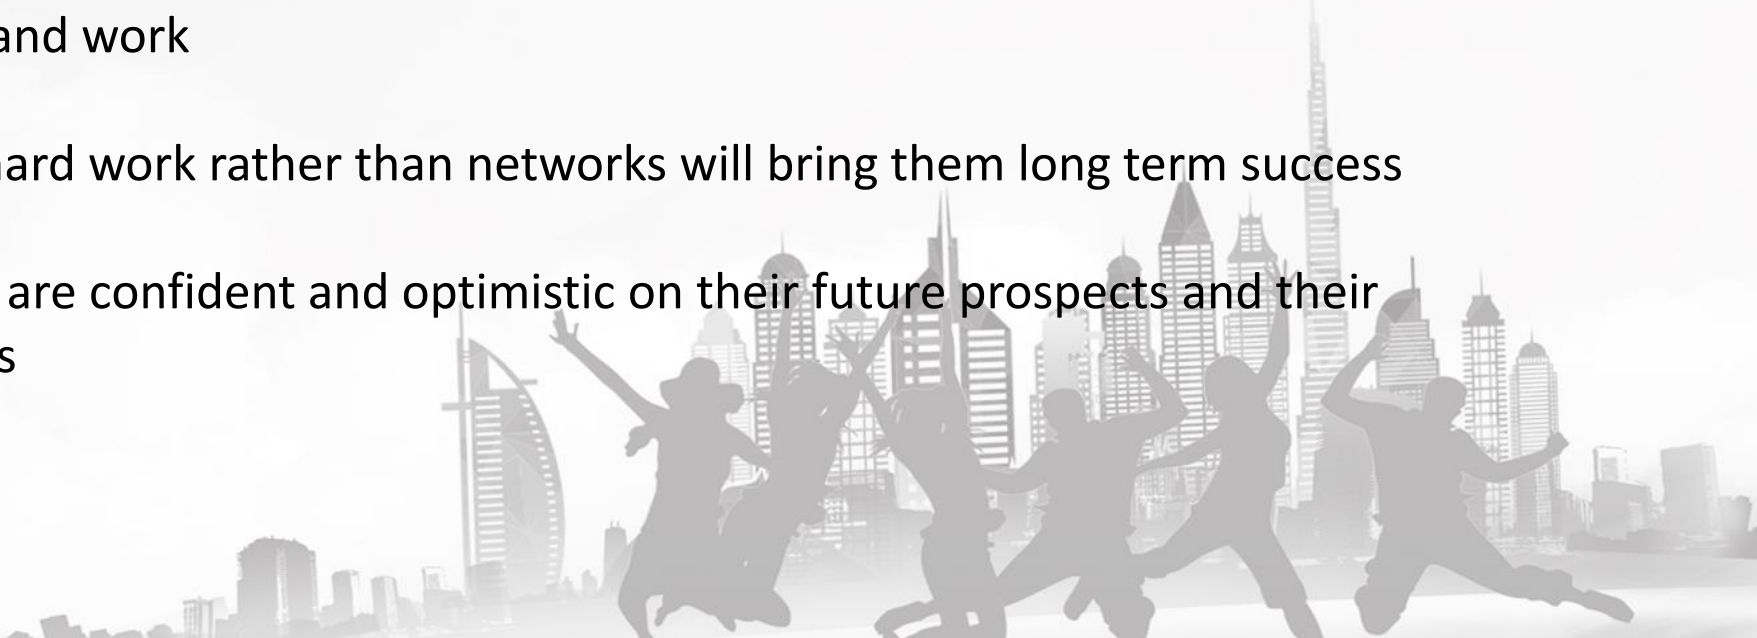 and work
hard work rather than networks will bring them long term success
are confident and optimistic on their future prospects and their
s